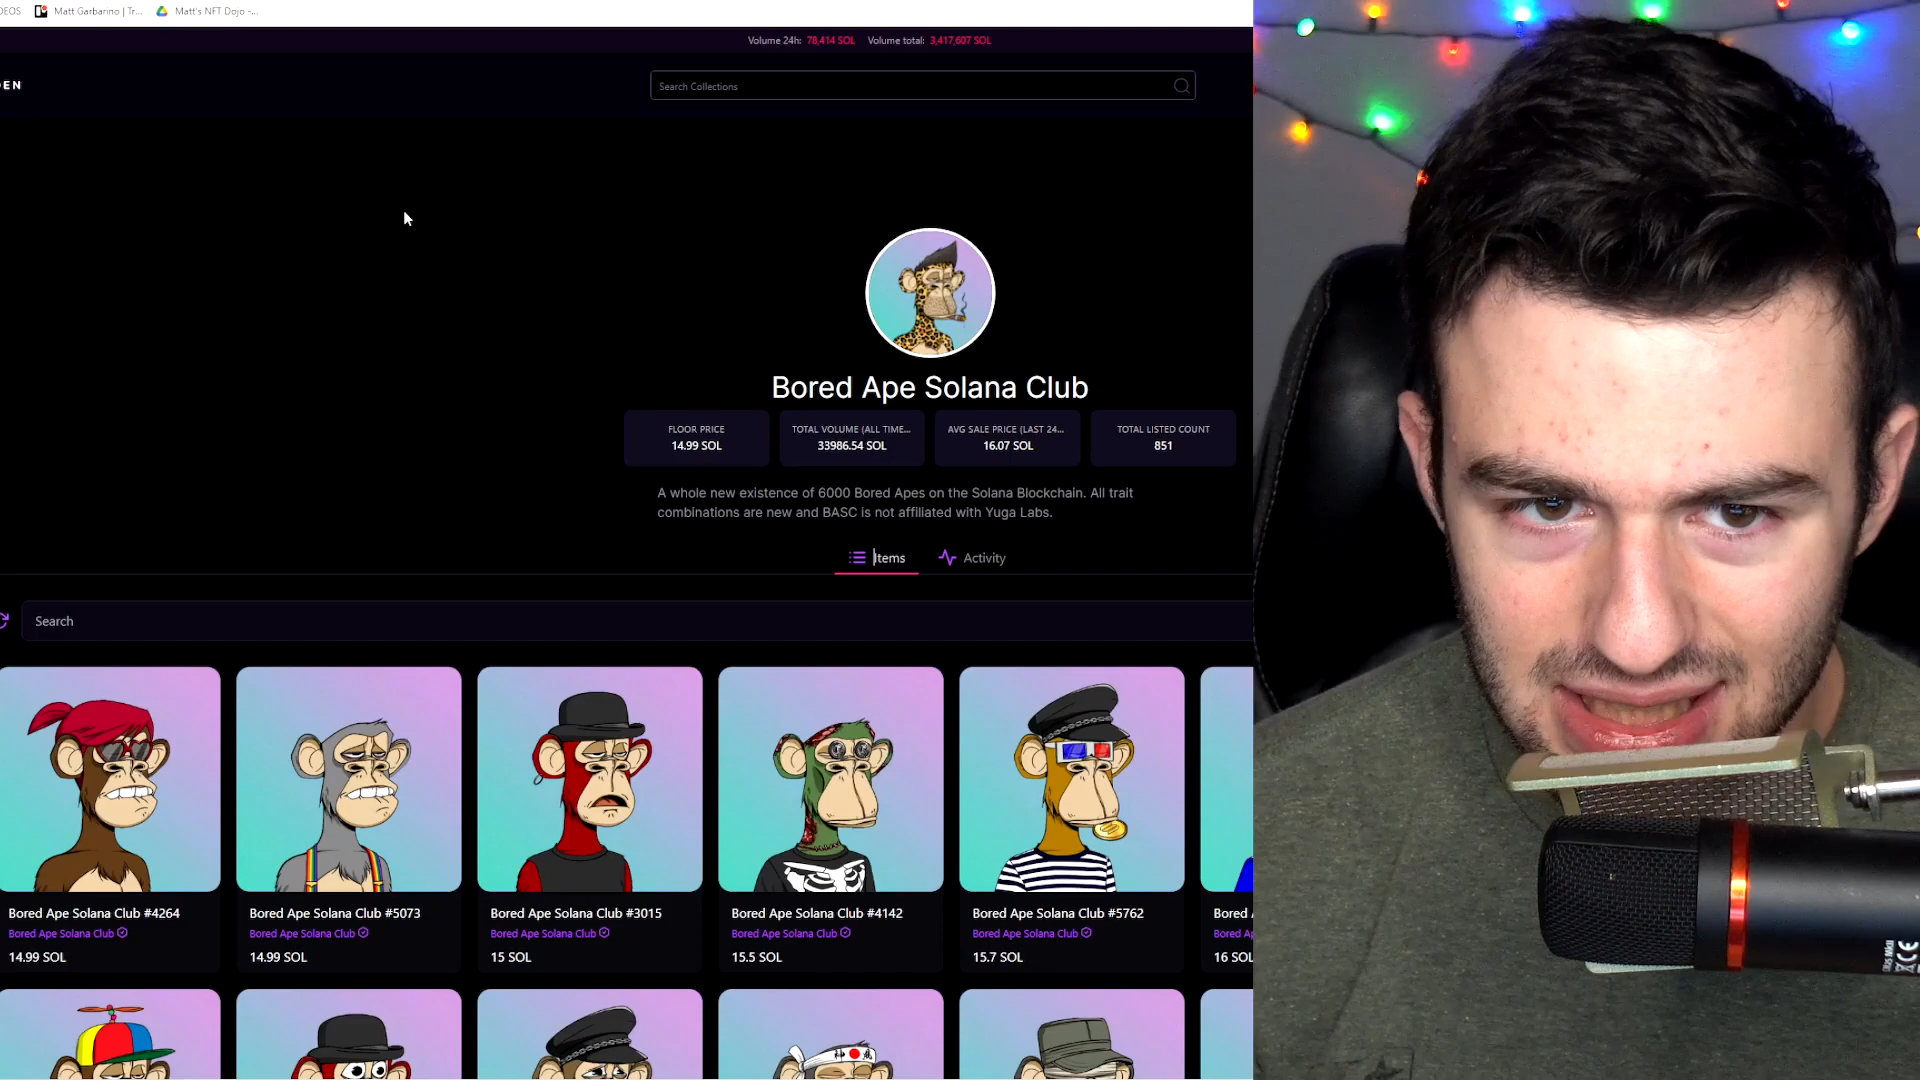 DEOS
Matt Garbarino | Tr...
Matt's NFT Dojo -...
Volume 24h: 78,414 SOL Volume total: 3,417,607 SOL
DEN
Search Collections
Bored Ape Solana Club
FLOOR PRICE
14.99 SOL
TOTAL VOLUME (ALL TIME...
33986.54 SOL
AVG SALE PRICE (LAST 24...
16.07 SOL
TOTAL LISTED COUNT
851
A whole new existence of 6000 Bored Apes on the Solana Blockchain. All trait
combinations are new and BASC is not affiliated with Yuga Labs.
Items
Activity
Search
Bored Ape Solana Club #4264
Bored Ape Solana Club
14.99 SOL
Bored Ape Solana Club #5073
Bored Ape Solana Club
14.99 SOL
Bored Ape Solana Club #3015
Bored Ape Solana Club
15 SOL
Bored Ape Solana Club #4142
Bored Ape Solana Club
15.5 SOL
Bored Ape Solana Club #5762
Bored Ape Solana Club
15.7 SOL
Bored
Bored Ap
16 SOL
CE